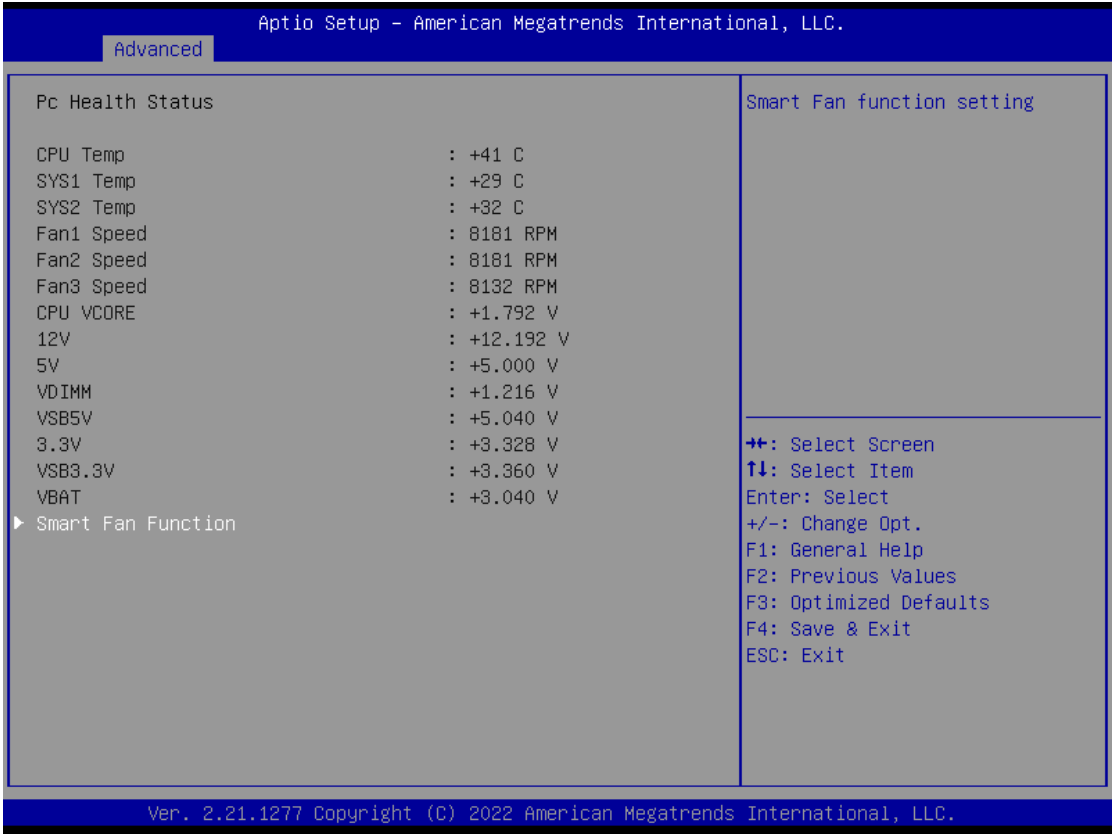 Aptio Setup – American Megatrends International, LLC.
Advanced
Pc Health Status
CPU Temp : +41 C
SYS1 Temp : +29 C
SYS2 Temp : +32 C
Fan1 Speed : 8181 RPM
Fan2 Speed : 8181 RPM
Fan3 Speed : 8132 RPM
CPU VCORE : +1.792 V
12V : +12.192 V
5V : +5.000 V
VDIMM : +1.216 V
VSB5V : +5.040 V
3.3V : +3.328 V
VSB3.3V : +3.360 V
VBAT : +3.040 V
▶ Smart Fan Function
Smart Fan function setting
→←: Select Screen
↑↓: Select Item
Enter: Select
+/-: Change Opt.
F1: General Help
F2: Previous Values
F3: Optimized Defaults
F4: Save & Exit
ESC: Exit
Ver. 2.21.1277 Copyright (C) 2022 American Megatrends International, LLC.